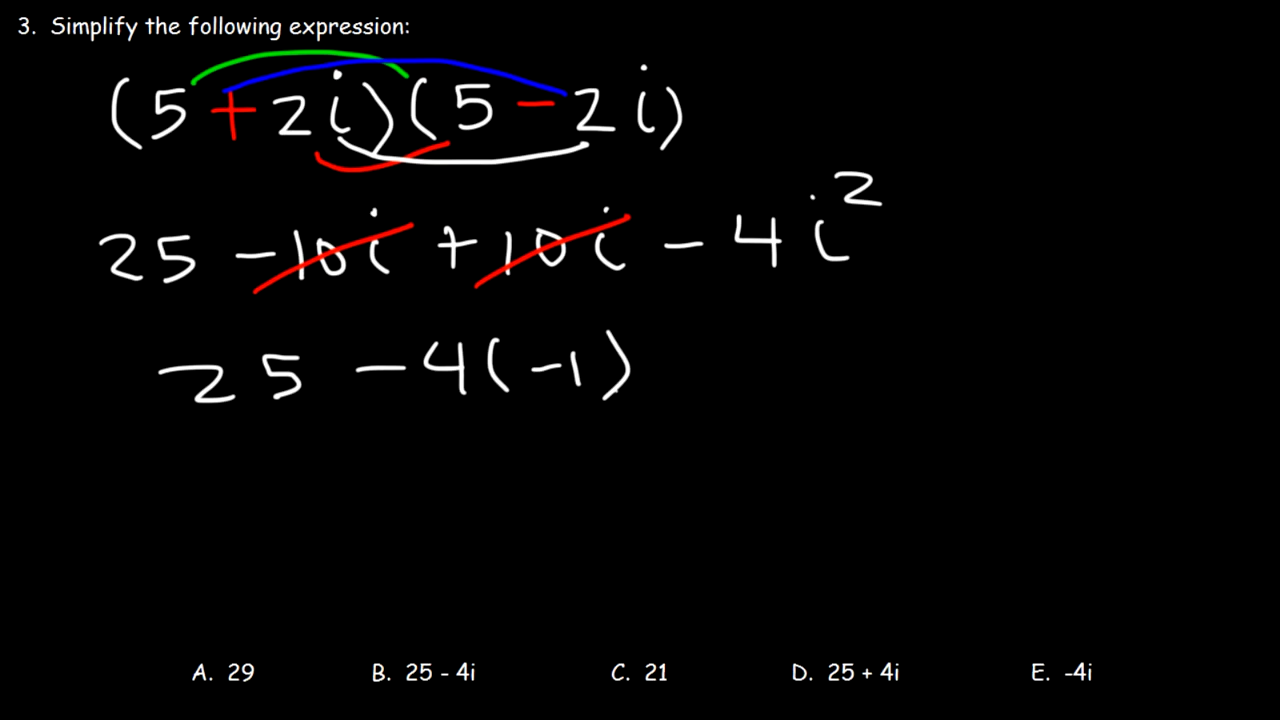 3. Simplify the following expression:
(5 + 2i)(5 - 2i)
25 - 10i + 10i - 4i²
25 - 4(-1)
A. 29 B. 25 - 4i C. 21 D. 25 + 4i E. -4i